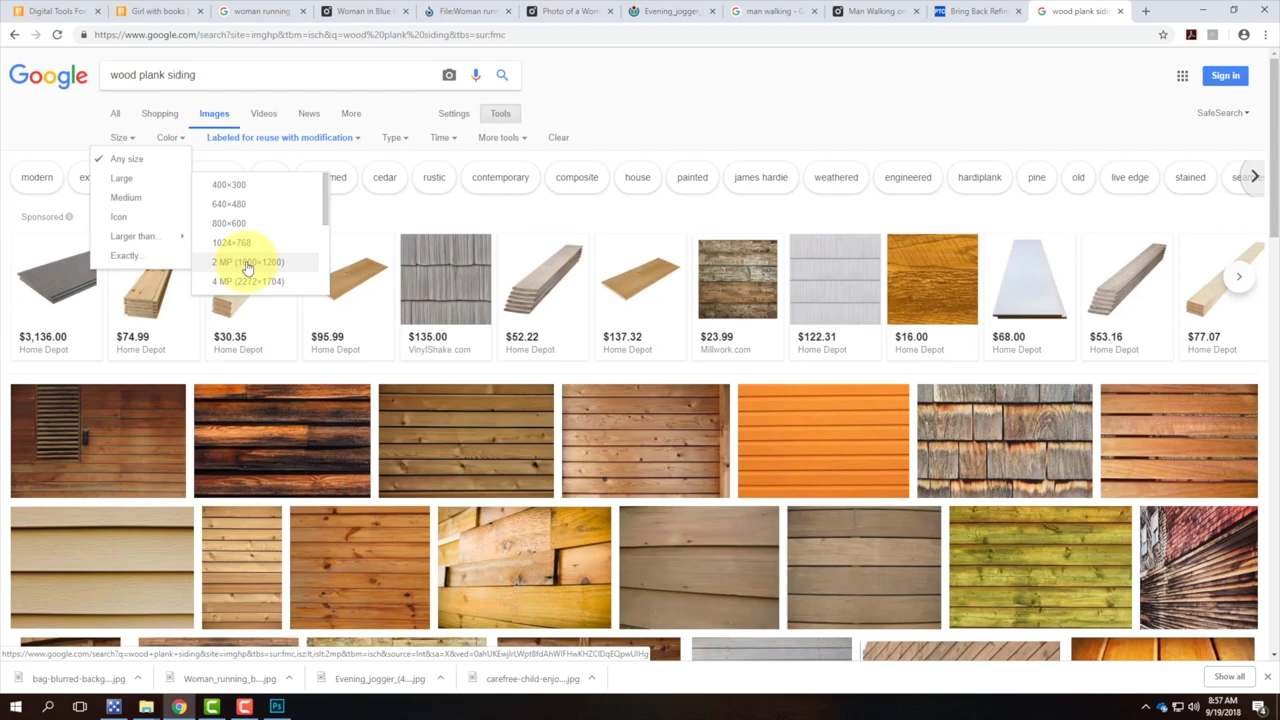 Digital Tools For
Girl with books |
woman running
Woman in Blue
File:Woman run
Photo of a Wom
Evening_jogger_
man walking - G
Man Walking on
Bring Back Refin
wood plank sidi
https://www.google.com/search?site=imghp&tbm=isch&q=wood%20plank%20siding&tbs=sur:fmc
Google
wood plank siding
Sign in
All Shopping Images Videos News More Settings Tools
SafeSearch
Size Color Labeled for reuse with modification Type Time More tools Clear
Any size
Large
Medium
Icon
Larger than...
Exactly...
400×300
640×480
800×600
1024×768
2 MP (1600×1200)
4 MP (2272×1704)
modern cedar rustic contemporary composite house painted james hardie weathered engineered hardiplank pine old live edge stained
Sponsored
$3,136.00 $74.99 $30.35 $95.99 $135.00 $52.22 $137.32 $23.99 $122.31 $16.00 $68.00 $53.16 $77.07
Home Depot Home Depot Home Depot Home Depot VinylShake.com Home Depot Home Depot Millwork.com Home Depot Home Depot Home Depot Home Depot Home Depot
bag-blurred-backg....jpg
Woman_running_b....jpg
Evening_jogger_(4....jpg
carefree-child-enjo....jpg
Show all
Ps
8:57 AM
9/19/2018
4